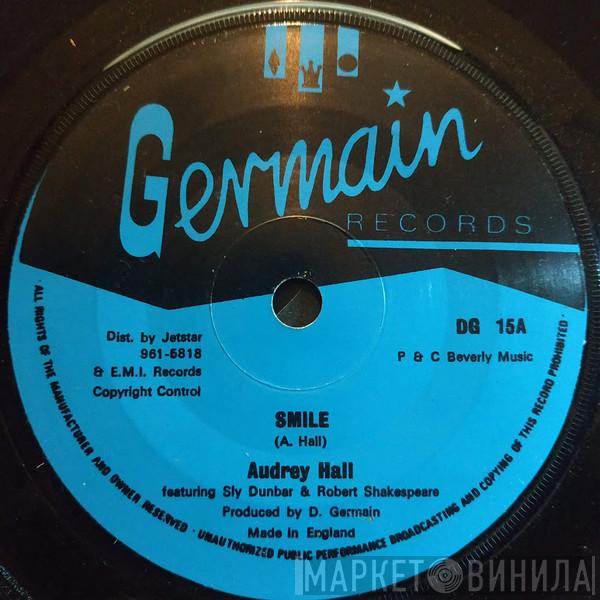 Germain
RECORDS
Dist. by Jetstar
961-5818
& E.M.I. Records
Copyright Control
DG 15A
P & C Beverly Music
SMILE
(A. Hall)
Audrey Hall
featuring Sly Dunbar & Robert Shakespeare
Produced by D. Germain
Made in England
· ALL RIGHTS OF THE MANUFACTURER AND OWNER RESERVED · UNAUTHORIZED PUBLIC PERFORMANCE BROADCASTING AND COPYING OF THIS RECORD PROHIBITED ·
МАРКЕТ ВИНИЛА